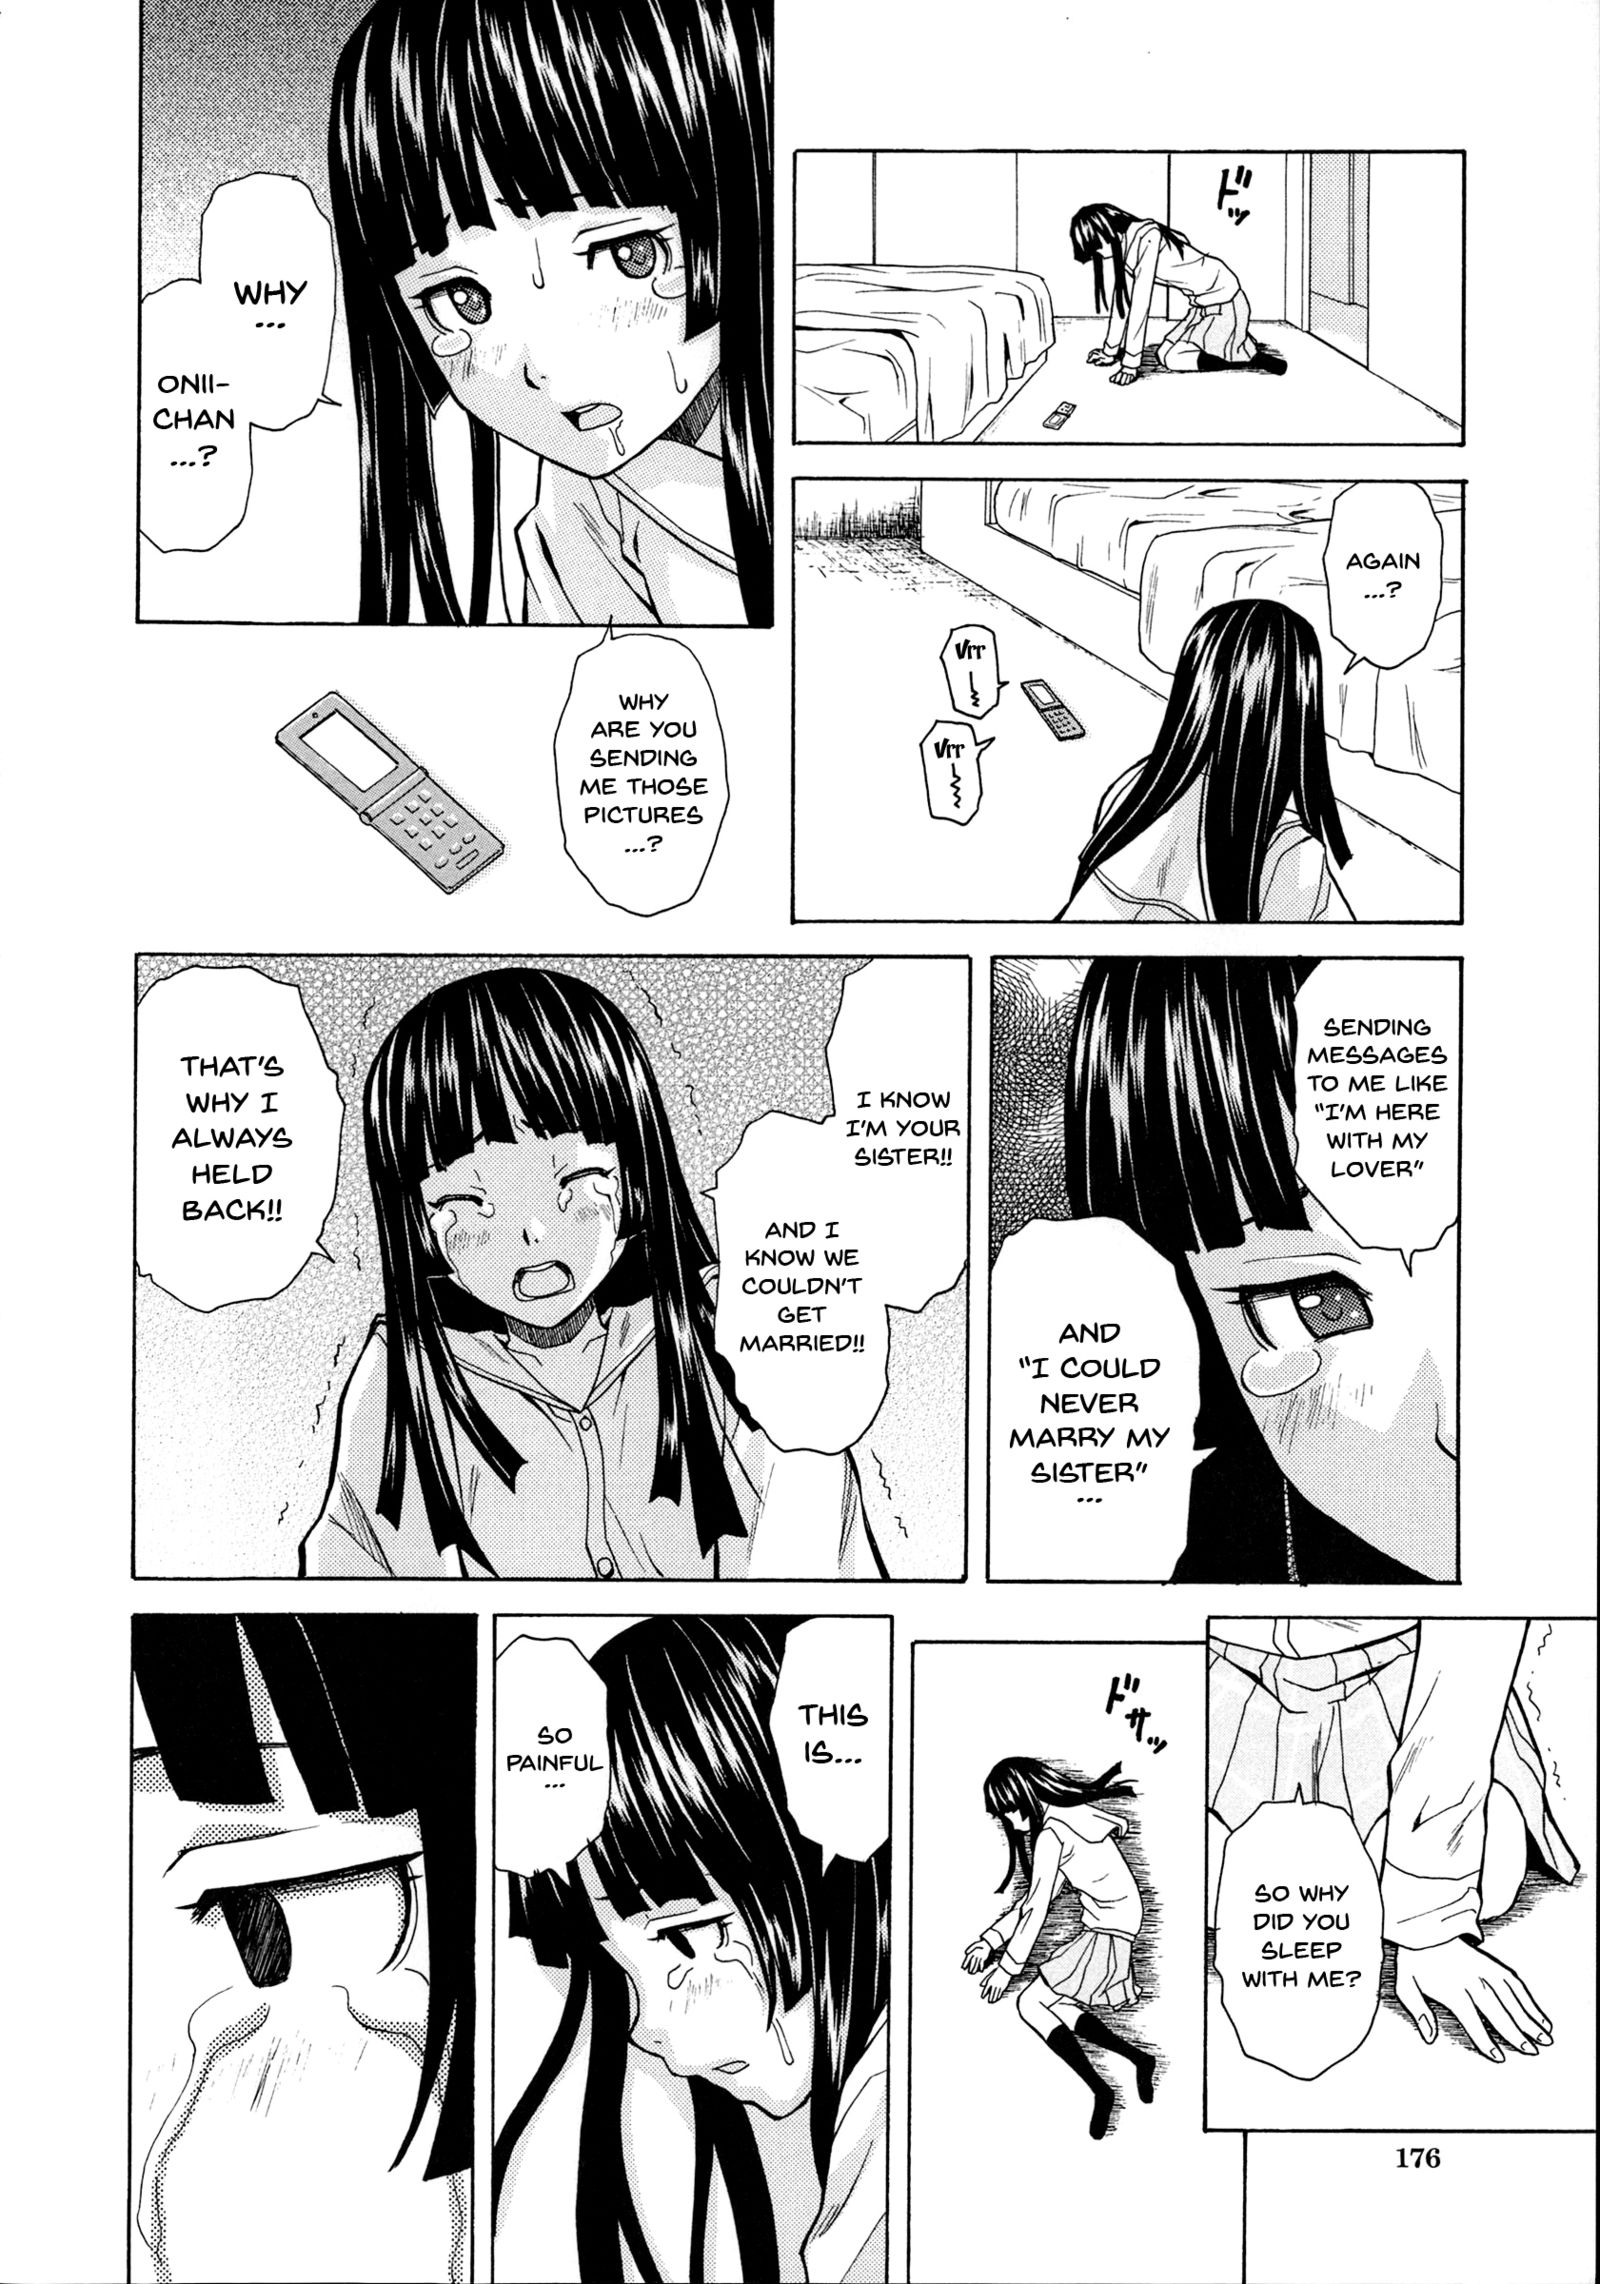 ドッ
AGAIN
...?
Vrr
Vrr
WHY
...
ONII-
CHAN
...?
WHY
ARE YOU
SENDING
ME THOSE
PICTURES
...?
SENDING
MESSAGES
TO ME LIKE
"I'M HERE
WITH MY
LOVER"
AND
"I COULD
NEVER
MARRY MY
SISTER"
...
I KNOW
I'M YOUR
SISTER!!
AND I
KNOW WE
COULDN'T
GET
MARRIED!!
THAT'S
WHY I
ALWAYS
HELD
BACK!!
SO WHY
DID YOU
SLEEP
WITH ME?
ドサッ
THIS
IS...
SO
PAINFUL
...
176